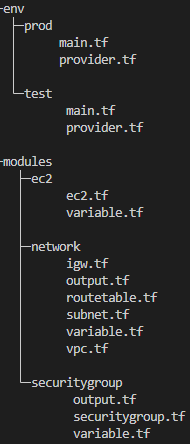 env
prod
main.tf
provider.tf
test
main.tf
provider.tf
modules
ec2
ec2.tf
variable.tf
network
igw.tf
output.tf
routetable.tf
subnet.tf
variable.tf
vpc.tf
securitygroup
output.tf
securitygroup.tf
variable.tf